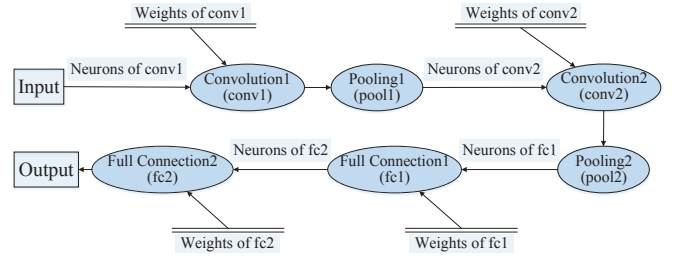 Weights of conv1
Weights of conv2
Neurons of conv1
Neurons of conv2
Input
Convolution1
(conv1)
Pooling1
(pool1)
Convolution2
(conv2)
Neurons of fc2
Neurons of fc1
Output
Full Connection2
(fc2)
Full Connection1
(fc1)
Pooling2
(pool2)
Weights of fc2
Weights of fc1